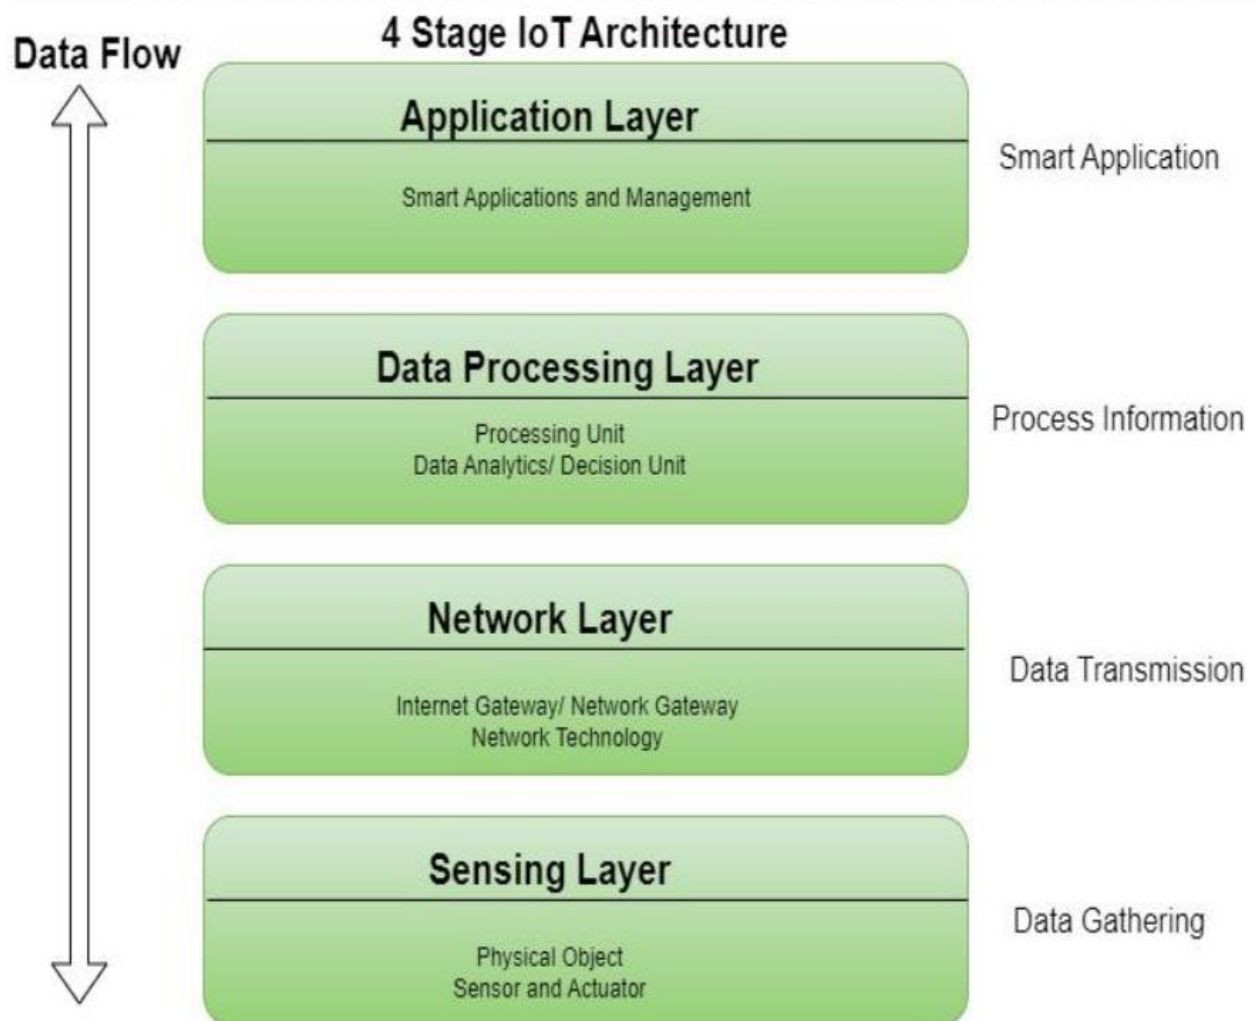 4 Stage IoT Architecture
Data Flow
Application Layer
Smart Applications and Management
Smart Application
Data Processing Layer
Processing Unit
Data Analytics/ Decision Unit
Process Information
Network Layer
Internet Gateway/ Network Gateway
Network Technology
Data Transmission
Sensing Layer
Physical Object
Sensor and Actuator
Data Gathering